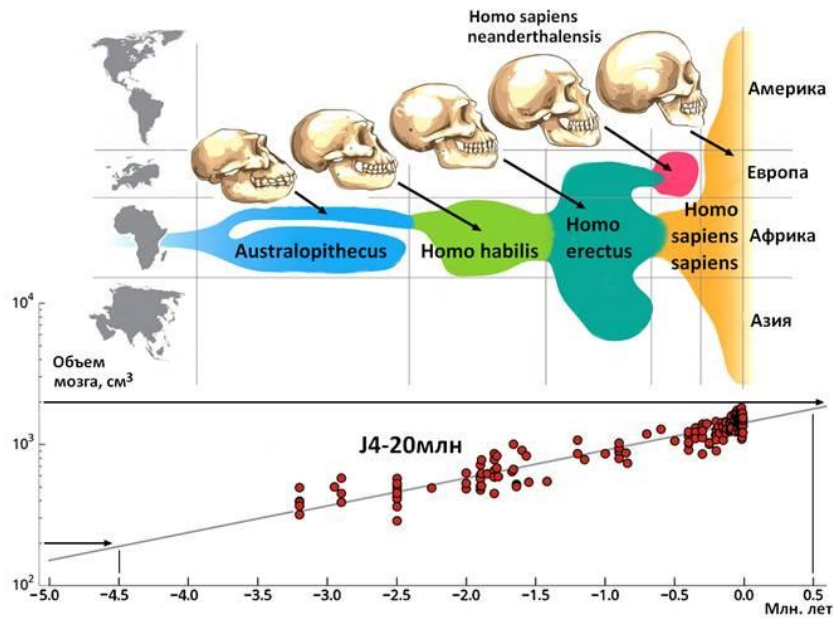 Homo sapiens
neanderthalensis
Америка
Европа
Африка
Азия
Australopithecus
Homo habilis
Homo
erectus
Homo
sapiens
sapiens
10⁴
Объем
мозга, см³
10³
J4-20млн
10²
−5.0 −4.5 −4.0 −3.5 −3.0 −2.5 −2.0 −1.5 −1.0 −0.5 0.0 0.5
Млн. лет